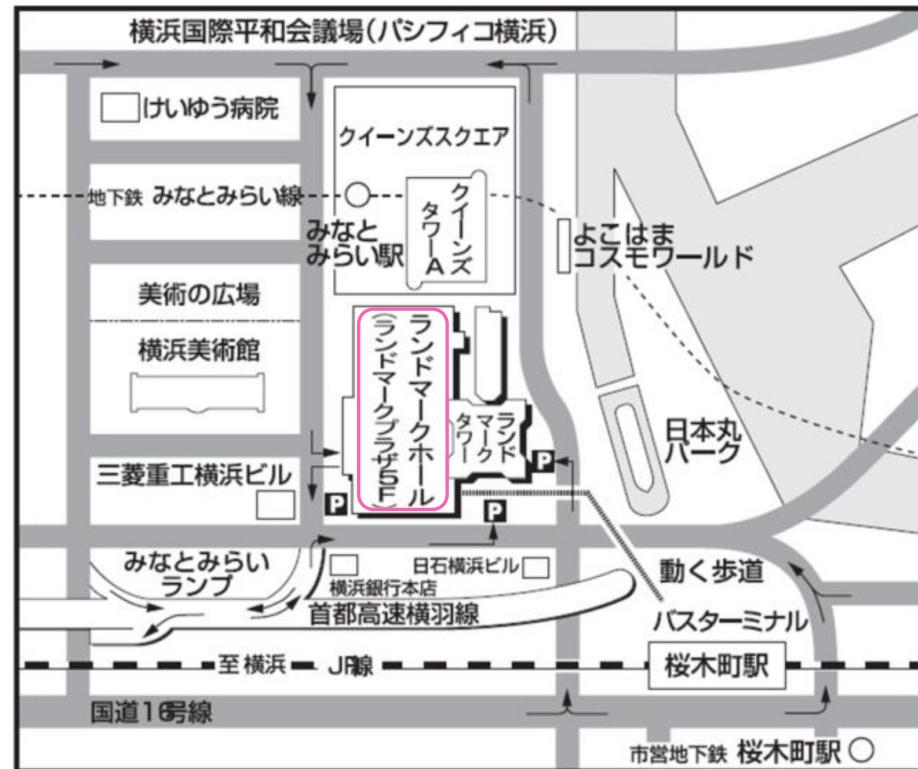 横浜国際平和会議場(パシフィコ横浜)
けいゆう病院
クイーンズスクエア
地下鉄 みなとみらい線
みなと
みらい駅
クイーンズ
タワーA
よこはま
コスモワールド
美術の広場
横浜美術館
ランドマークホール
(ランドマークプラザ5F)
ランド
マーク
タワー
日本丸
パーク
三菱重工横浜ビル
P
P
P
みなとみらい
ランプ
横浜銀行本店
日石横浜ビル
動く歩道
首都高速横羽線
バスターミナル
至横浜
JR線
桜木町駅
国道16号線
市営地下鉄 桜木町駅